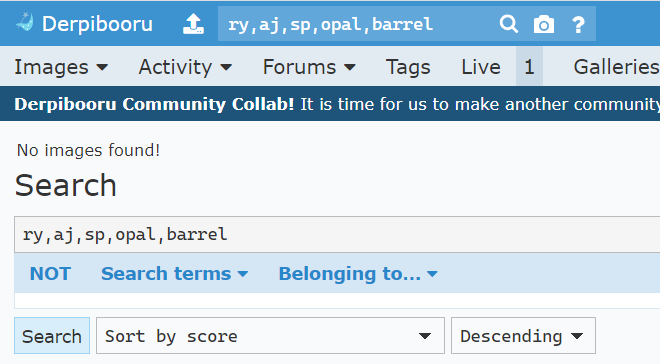 Derpibooru ry,aj,sp,opal,barrel ?
Images Activity Forums Tags Live 1 Galleries
Derpibooru Community Collab! It is time for us to make another community
No images found!
Search
ry,aj,sp,opal,barrel
NOT Search terms Belonging to...
Search Sort by score Descending